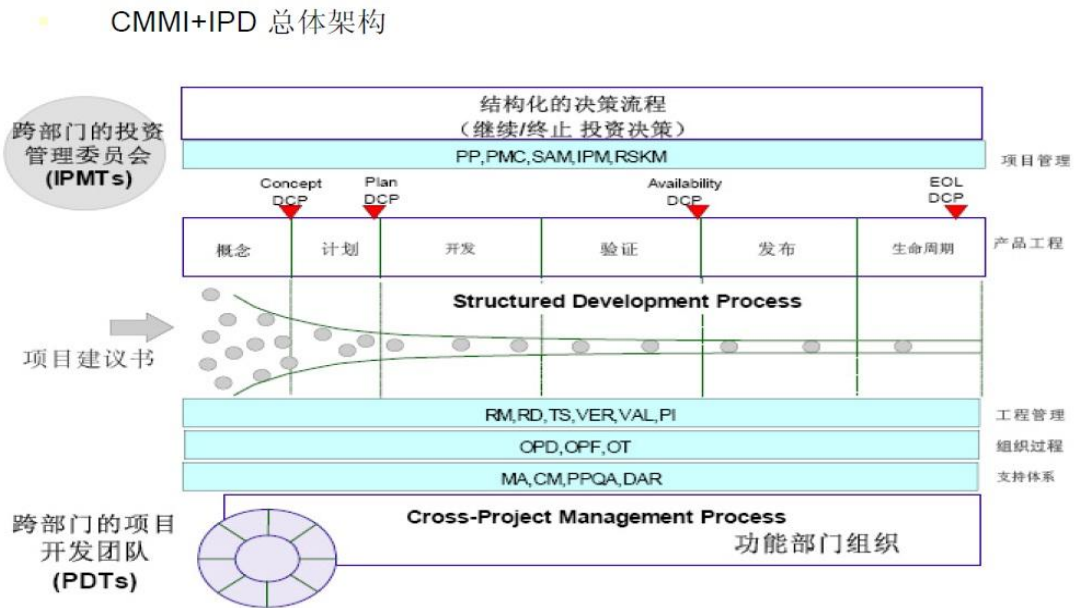 CMMI+IPD 总体架构
跨部门的投资
管理委员会
(IPMTs)
结构化的决策流程
（继续/终止 投资决策）
PP,PMC,SAM,IPM,RSKM
项目管理
Concept
DCP
Plan
DCP
Availability
DCP
EOL
DCP
概念
计划
开发
验证
发布
生命周期
产品工程
Structured Development Process
项目建议书
RM,RD,TS,VER,VAL,PI
工程管理
OPD,OPF,OT
组织过程
MA,CM,PPQA,DAR
支持体系
跨部门的项目
开发团队
(PDTs)
Cross-Project Management Process
功能部门组织